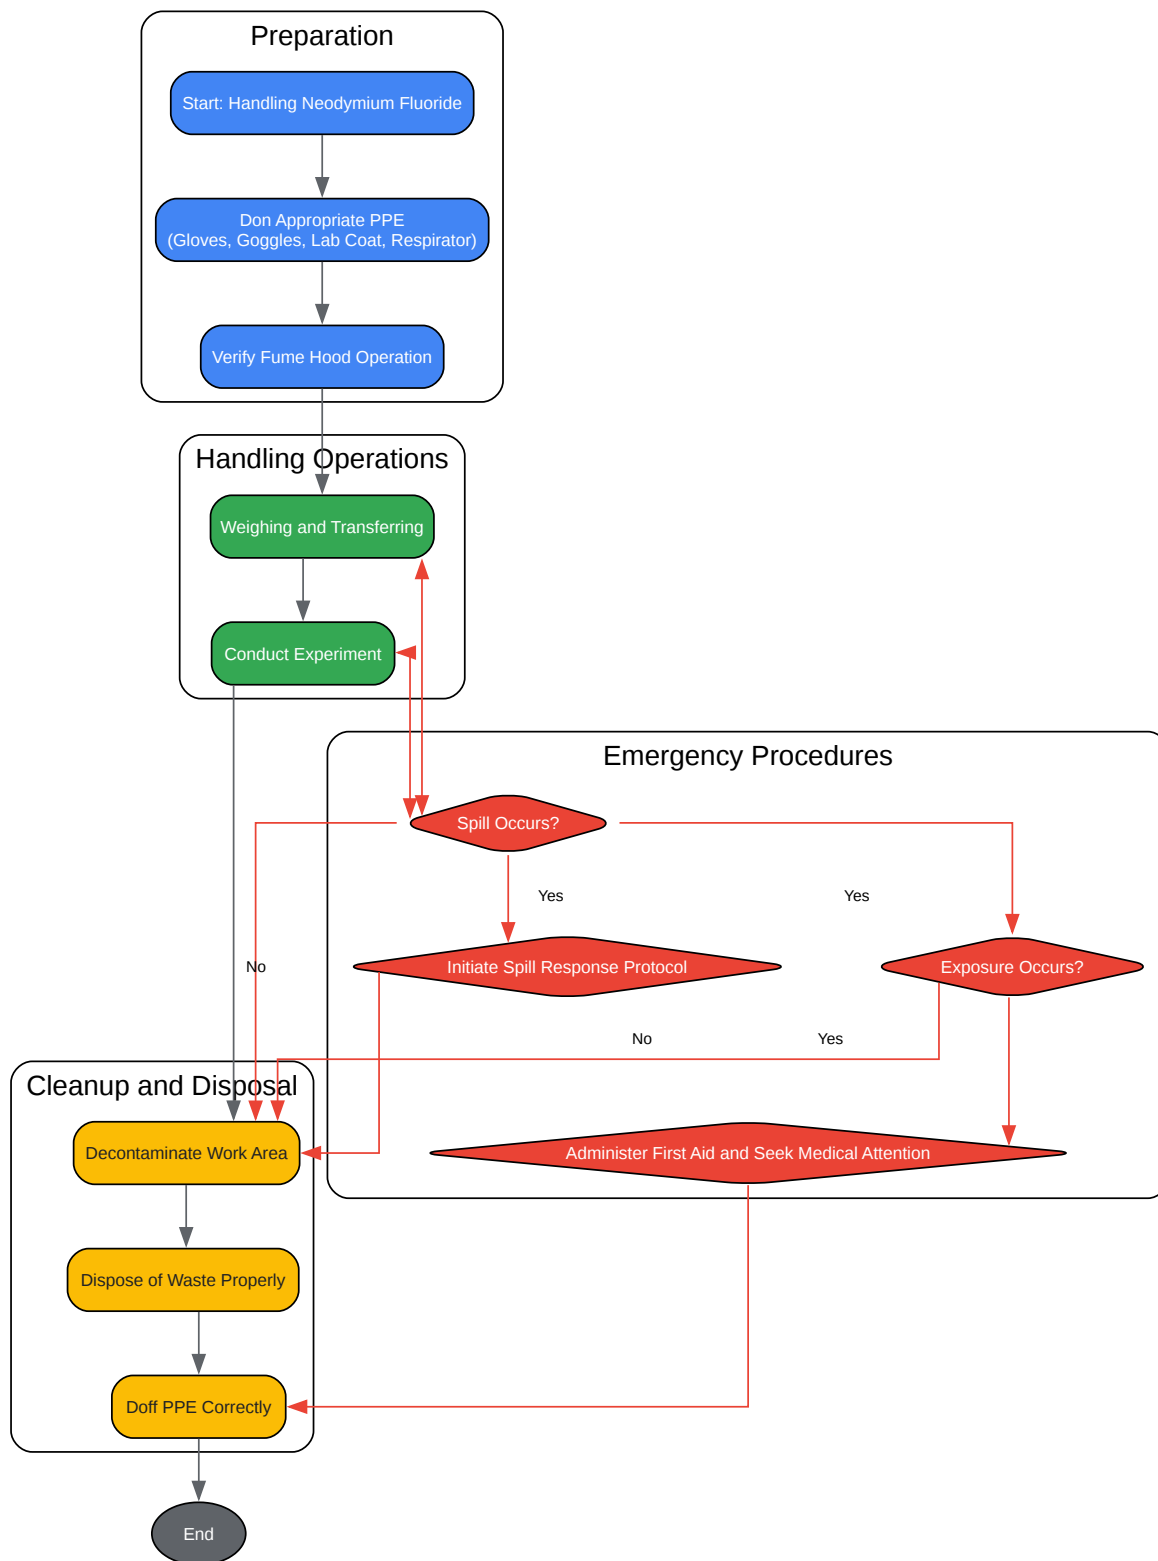 Preparation
Start: Handling Neodymium Fluoride
Don Appropriate PPE
(Gloves, Goggles, Lab Coat, Respirator)
Verify Fume Hood Operation
Handling Operations
Weighing and Transferring
Conduct Experiment
Emergency Procedures
Spill Occurs?
Yes
Yes
No
Initiate Spill Response Protocol
Exposure Occurs?
No
Yes
Cleanup and Disposal
Decontaminate Work Area
Administer First Aid and Seek Medical Attention
Dispose of Waste Properly
Doff PPE Correctly
End